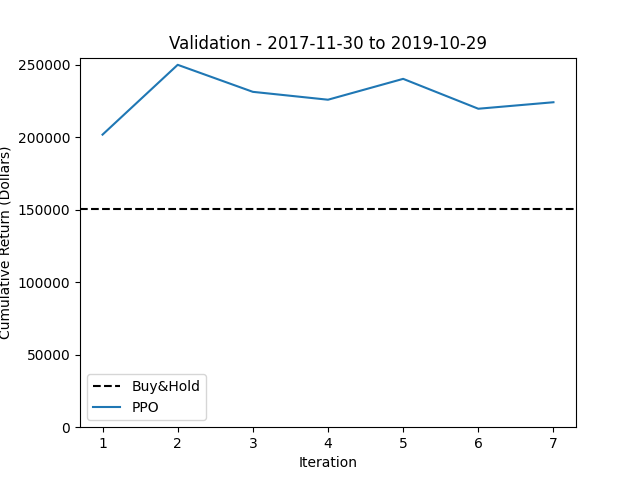 Validation - 2017-11-30 to 2019-10-29
Cumulative Return (Dollars)
250000
200000
150000
100000
50000
0
Buy&Hold
PPO
1 2 3 4 5 6 7
Iteration